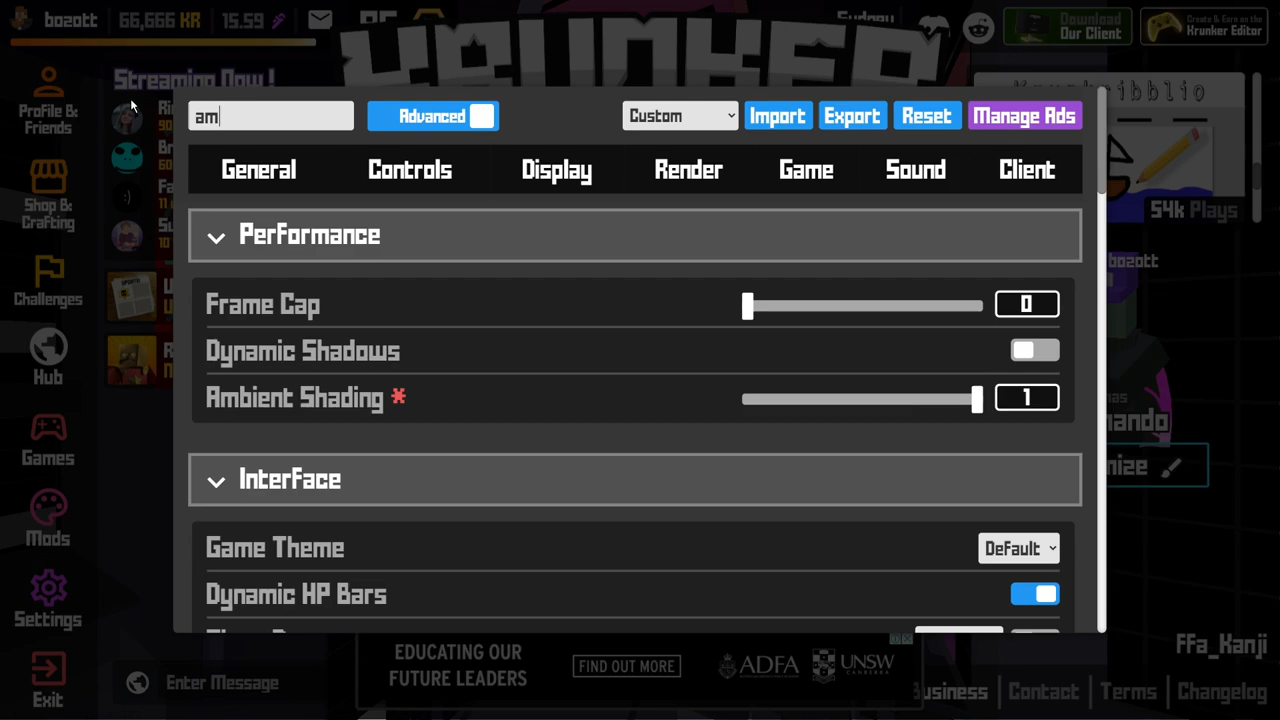 bozott
66,666 KR
15.59
Sydney
Download
Our Client
Create & Earn on the
Krunker Editor
KRUNKER
Streaming Now !
Profile &
Friends
Shop &
Crafting
Challenges
Hub
Games
Mods
Settings
Exit
am
Advanced
Custom
Import
Export
Reset
Manage Ads
General
Controls
Display
Render
Game
Sound
Client
Performance
Frame Cap
0
Dynamic Shadows
Ambient Shading *
1
Interface
Game Theme
Default
Dynamic HP Bars
54k Plays
bozott
Enter Message
EDUCATING OUR
FUTURE LEADERS
FIND OUT MORE
ADFA
UNSW
CANBERRA
Ffa_Kanji
Business
Contact
Terms
Changelog